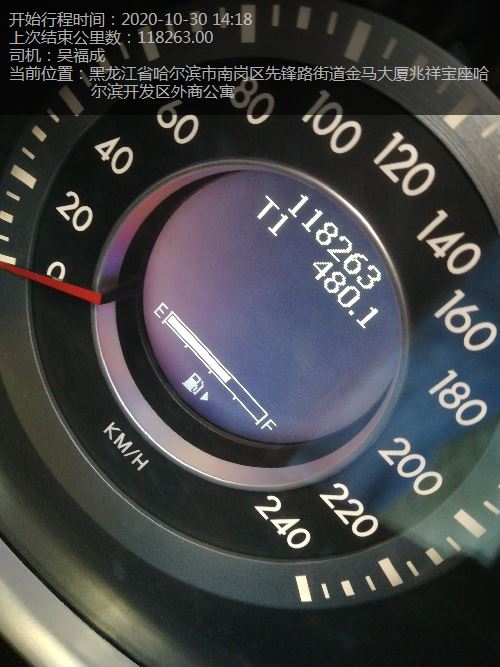 开始行程时间：2020-10-30 14:18
上次结束公里数：118263.00
司机：吴福成
当前位置：黑龙江省哈尔滨市南岗区先锋路街道金马大厦兆祥宝座哈
尔滨开发区外商公寓
0
20
40
60
80
100
120
140
160
180
200
220
240
118263
T1 480.1
E
F
KM/H